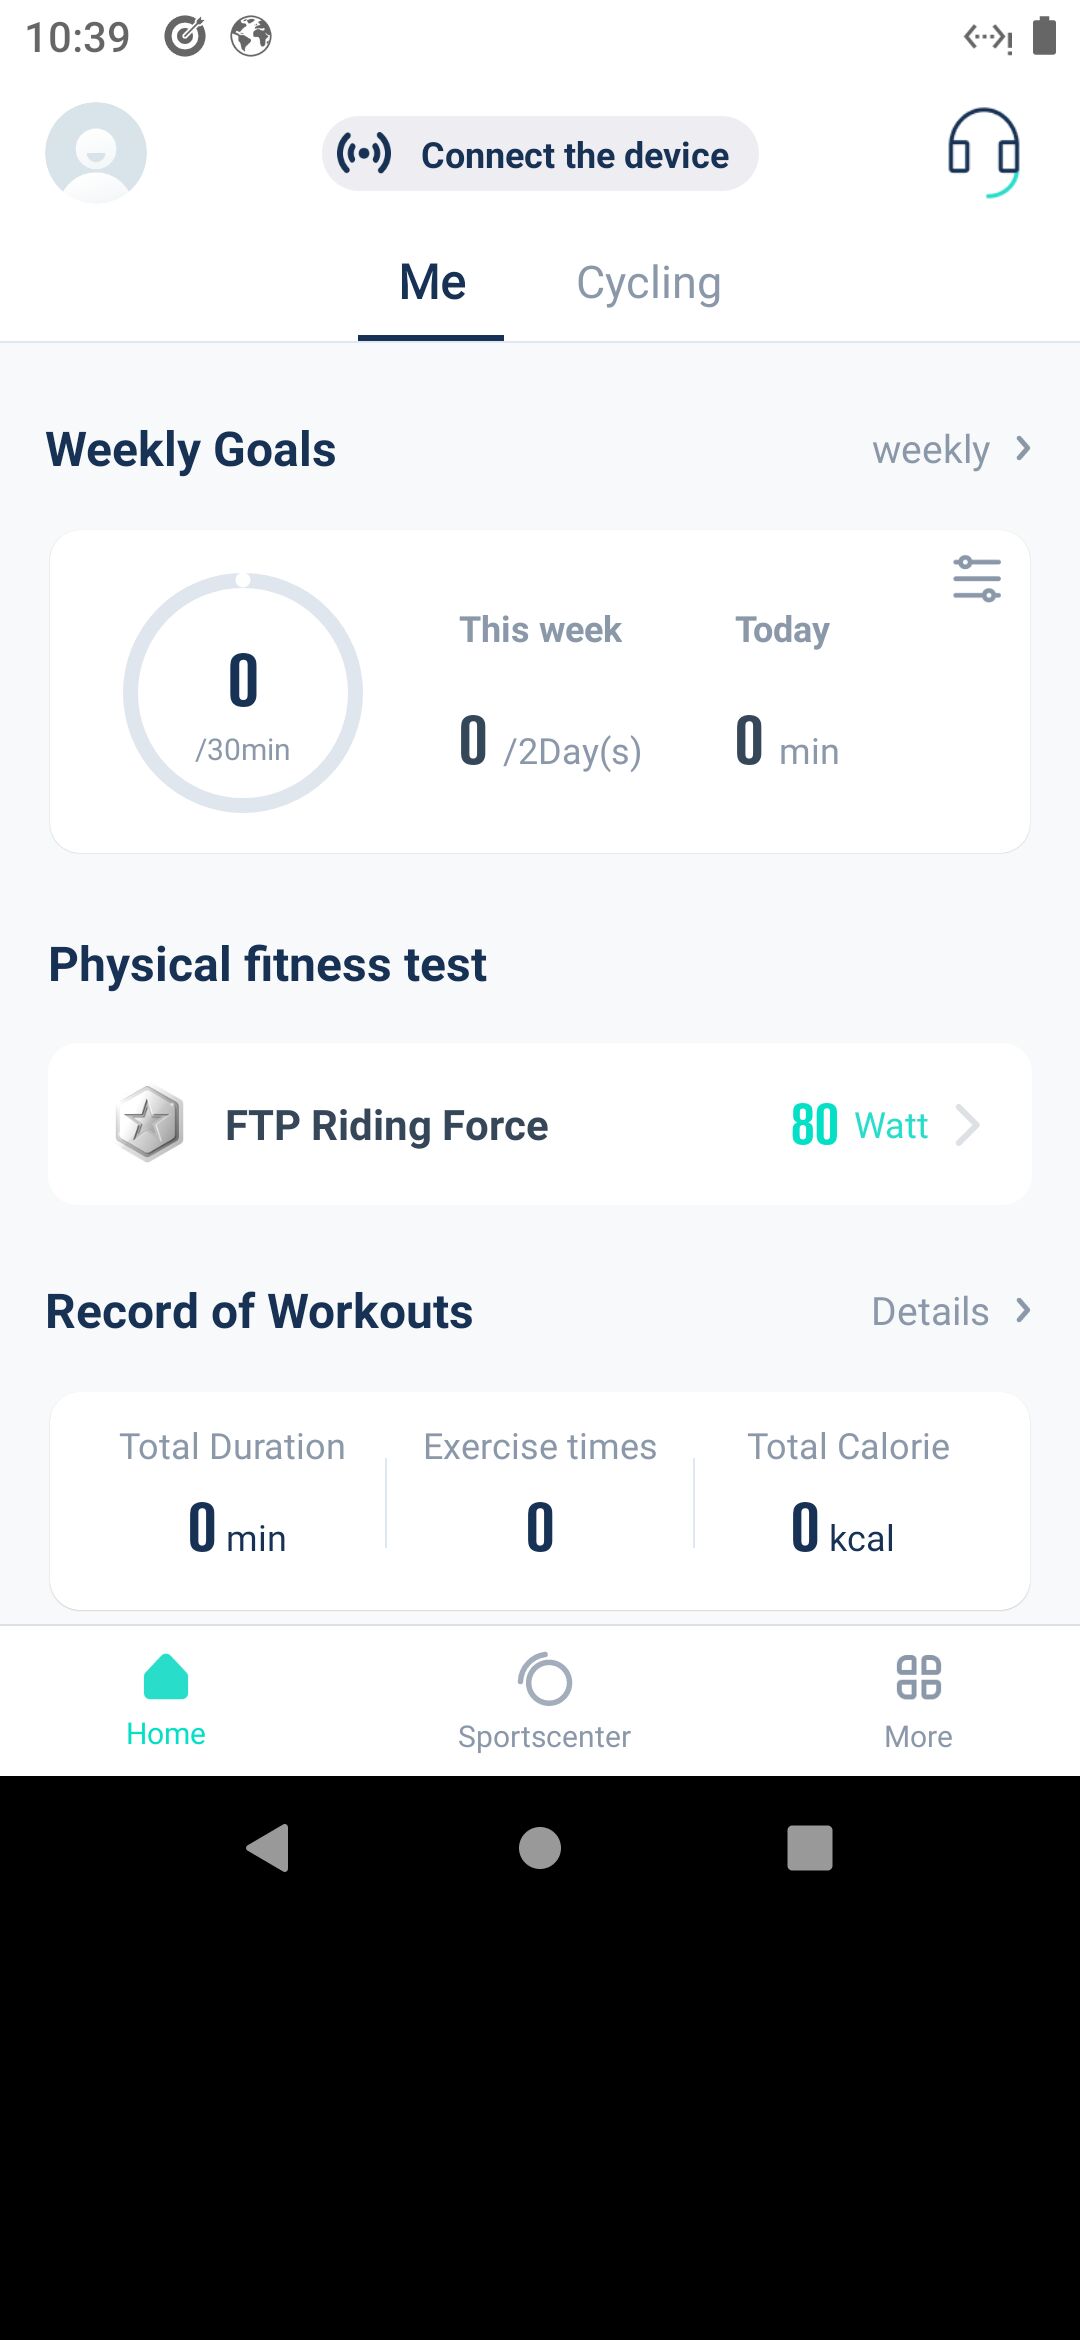 10:39
Connect the device
Me Cycling
Weekly Goals weekly
This week Today
0
/30min
0 /2Day(s) 0 min
Physical fitness test
FTP Riding Force 80 Watt
Record of Workouts Details
Total Duration Exercise times Total Calorie
0 min 0 0 kcal
Home Sportscenter More